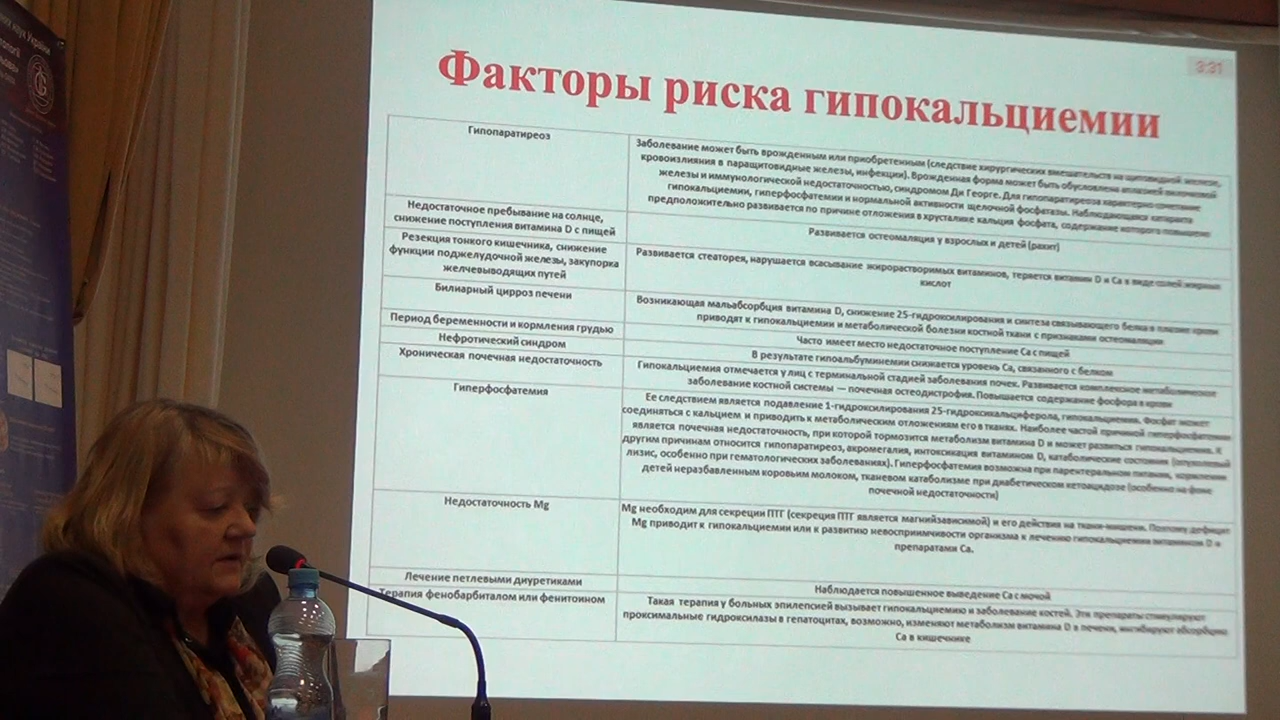 наук України
3:31
Факторы риска гипокальциемии
Гипопаратиреоз
Заболевание может быть врожденным или приобретенным (следствие хирургических вмешательств на щитовидной железе,
кровоизлияния в паращитовидные железы, инфекции). Врожденная форма может быть обусловлена аплазией вилочковой
железы и иммунологической недостаточностью, синдромом Ди Георге. Для гипопаратиреоза характерно сочетание
гипокальциемии, гиперфосфатемии и нормальной активности щелочной фосфатазы. Наблюдающаяся катаракта
предположительно развивается по причине отложения в хрусталике кальция фосфата, содержание которого повышено
Недостаточное пребывание на солнце,
снижение поступления витамина D с пищей
Развивается остеомаляция у взрослых и детей (рахит)
Резекция тонкого кишечника, снижение
функции поджелудочной железы, закупорка
желчевыводящих путей
Развивается стеаторея, нарушается всасывание жирорастворимых витаминов, теряется витамин D и Ca в виде солей жирных
кислот
Билиарный цирроз печени
Возникающая мальабсорбция витамина D, снижение 25-гидроксилирования и синтеза связывающего белка в плазме крови
приводят к гипокальциемии и метаболической болезни костной ткани с признаками остеомаляции
Период беременности и кормления грудью
Часто имеет место недостаточное поступление Ca с пищей
Нефротический синдром
В результате гипоальбуминемии снижается уровень Ca, связанного с белком
Хроническая почечная недостаточность
Гипокальциемия отмечается у лиц с терминальной стадией заболевания почек. Развивается комплексное метаболическое
заболевание костной системы — почечная остеодистрофия. Повышается содержание фосфора в крови
Гиперфосфатемия
Ее следствием является подавление 1-гидроксилирования 25-гидроксикальциферола, гипокальциемия. Фосфат может
соединяться с кальцием и приводить к метаболическим отложениям его в тканях. Наиболее частой причиной гиперфосфатемии
является почечная недостаточность, при которой тормозится метаболизм витамина D и может развиться гипокальциемия. К
другим причинам относится гипопаратиреоз, акромегалия, интоксикация витамином D, катаболические состояния (опухолевый
лизис, особенно при гематологических заболеваниях). Гиперфосфатемия возможна при парентеральном питании, кормлении
детей неразбавленным коровьим молоком, тканевом катаболизме при диабетическом кетоацидозе (особенно на фоне
почечной недостаточности)
Недостаточность Mg
Mg необходим для секреции ПТГ (секреция ПТГ является магнийзависимой) и его действия на ткани-мишени. Поэтому дефицит
Mg приводит к гипокальциемии или к развитию невосприимчивости организма к лечению гипокальциемии витамином D и
препаратами Ca.
Лечение петлевыми диуретиками
Наблюдается повышенное выведение Ca с мочой
Терапия фенобарбиталом или фенитоином
Такая терапия у больных эпилепсией вызывает гипокальциемию и заболевание костей. Эти препараты стимулируют
проксимальные гидроксилазы в гепатоцитах, возможно, изменяют метаболизм витамина D в печени, ингибируют абсорбцию
Ca в кишечнике